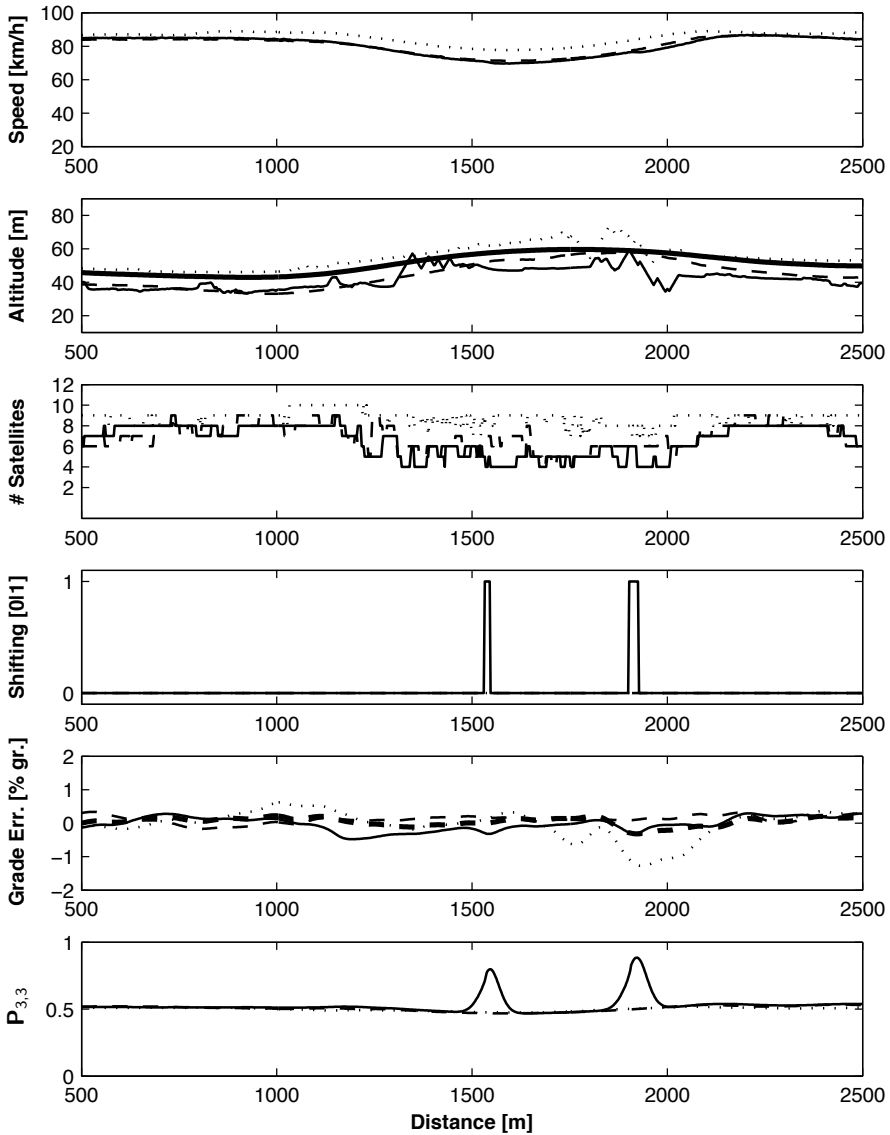 Speed [km/h]
100
80
60
40
20
500 1000 1500 2000 2500
Altitude [m]
80
60
40
20
500 1000 1500 2000 2500
# Satellites
12
10
8
6
4
2
500 1000 1500 2000 2500
Shifting [0|1]
1
0
500 1000 1500 2000 2500
Grade Err. [% gr.]
2
1
0
−1
−2
500 1000 1500 2000 2500
P3,3
1
0.5
0
500 1000 1500 2000 2500
Distance [m]